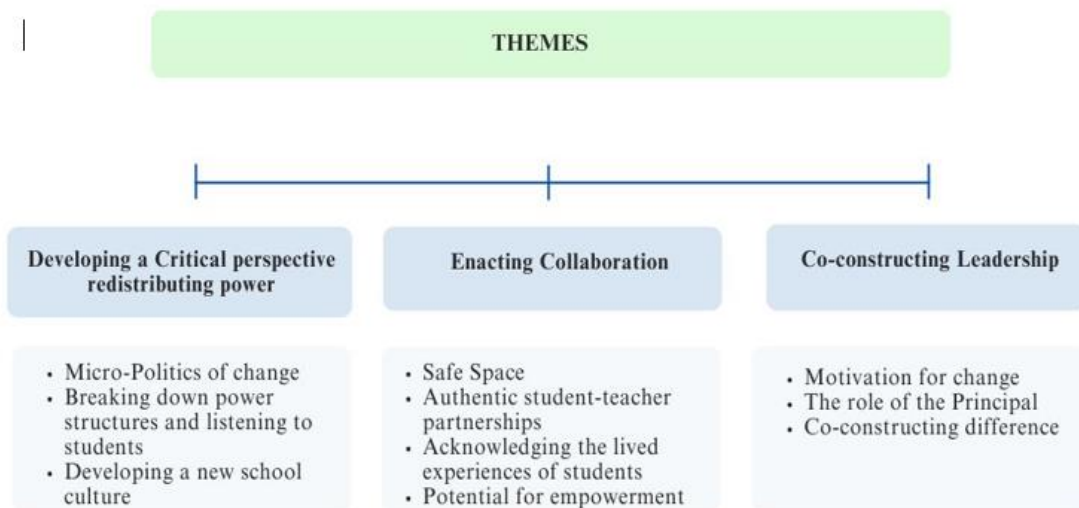 THEMES
Developing a Critical perspective
redistributing power
Enacting Collaboration
Co-constructing Leadership
• Micro-Politics of change
• Breaking down power
structures and listening to
students
• Developing a new school
culture
• Safe Space
• Authentic student-teacher
partnerships
• Acknowledging the lived
experiences of students
• Potential for empowerment
• Motivation for change
• The role of the Principal
• Co-constructing difference